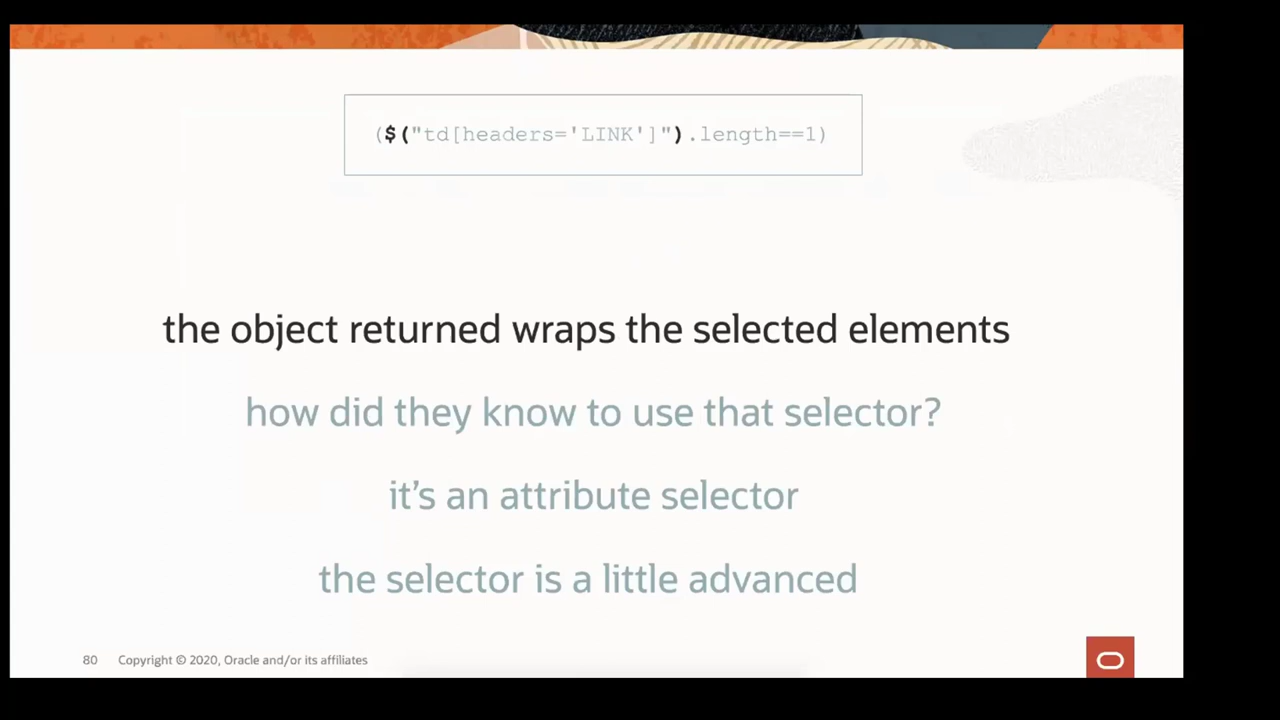 ($("td[headers='LINK']").length==1)
the object returned wraps the selected elements
how did they know to use that selector?
it’s an attribute selector
the selector is a little advanced
80 Copyright © 2020, Oracle and/or its affiliates